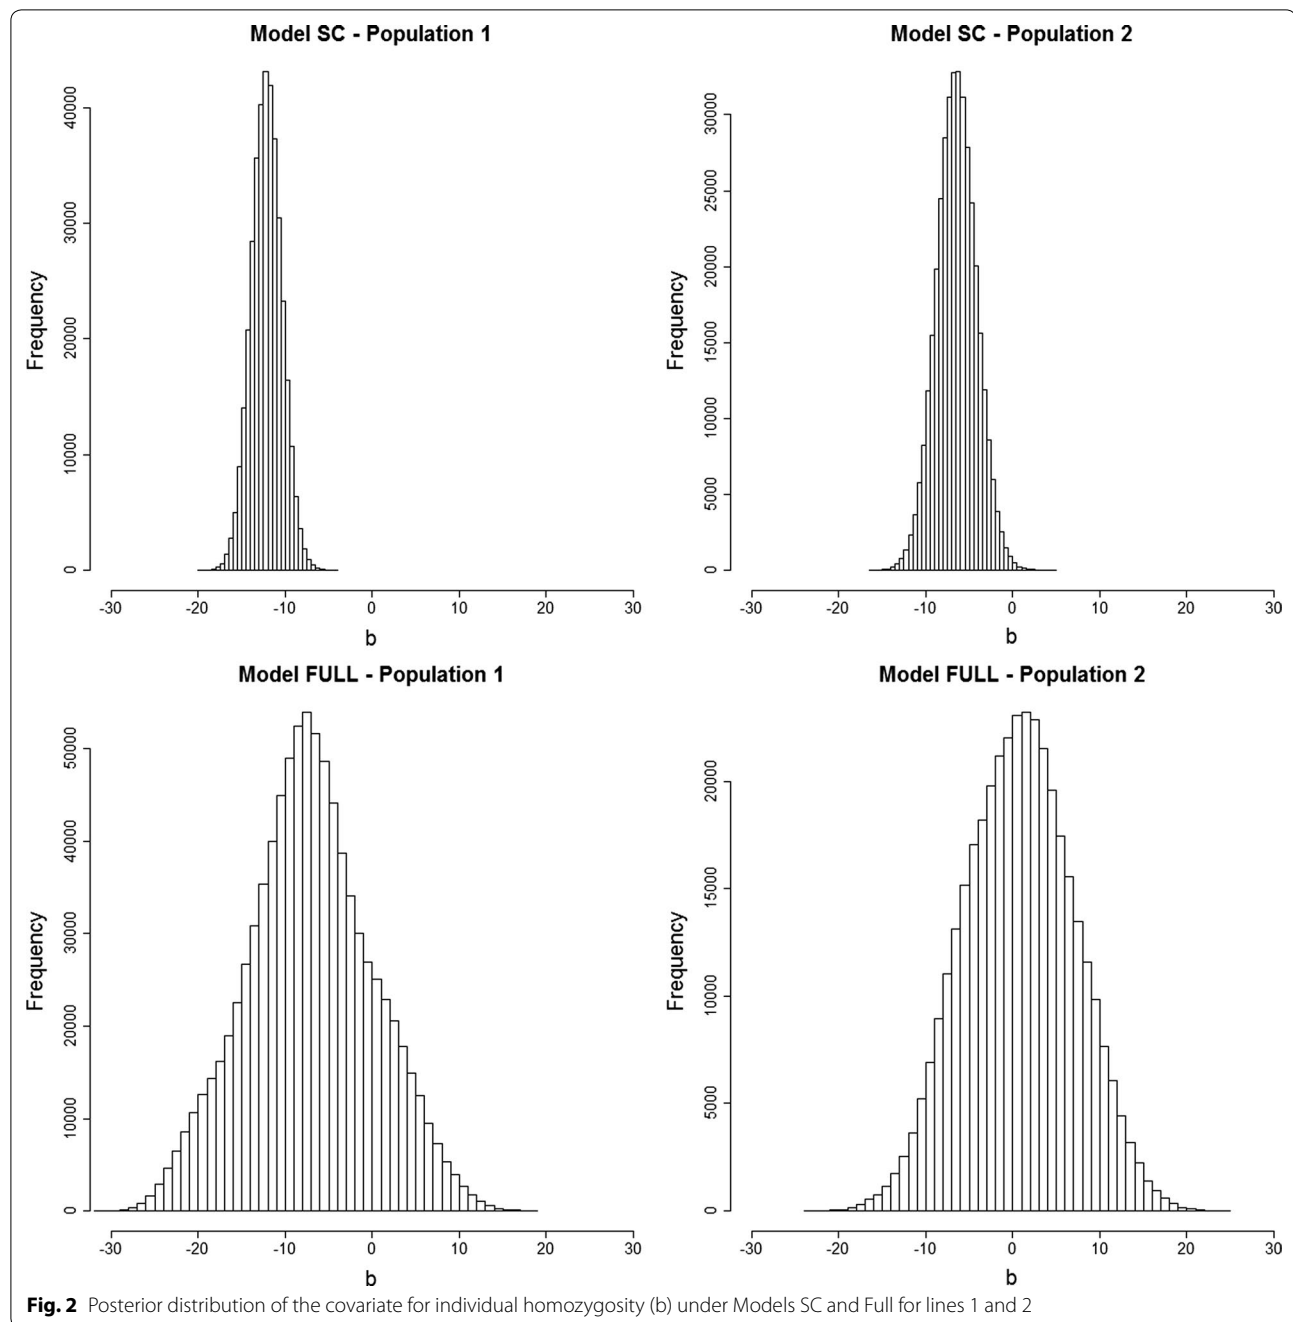 Model SC - Population 1
40000
30000
20000
10000
0
Frequency
-30 -20 -10 0 10 20 30
b
Model SC - Population 2
30000
25000
20000
15000
10000
5000
0
Frequency
-30 -20 -10 0 10 20 30
b
Model FULL - Population 1
50000
40000
30000
20000
10000
0
Frequency
-30 -20 -10 0 10 20 30
b
Model FULL - Population 2
20000
15000
10000
5000
0
Frequency
-30 -20 -10 0 10 20 30
b
Fig. 2 Posterior distribution of the covariate for individual homozygosity (b) under Models SC and Full for lines 1 and 2